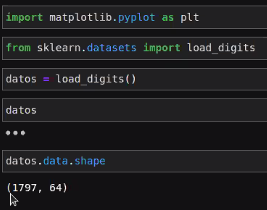 import matplotlib.pyplot as plt
from sklearn.datasets import load_digits
datos = load_digits()
datos
•••
datos.data.shape
(1797, 64)